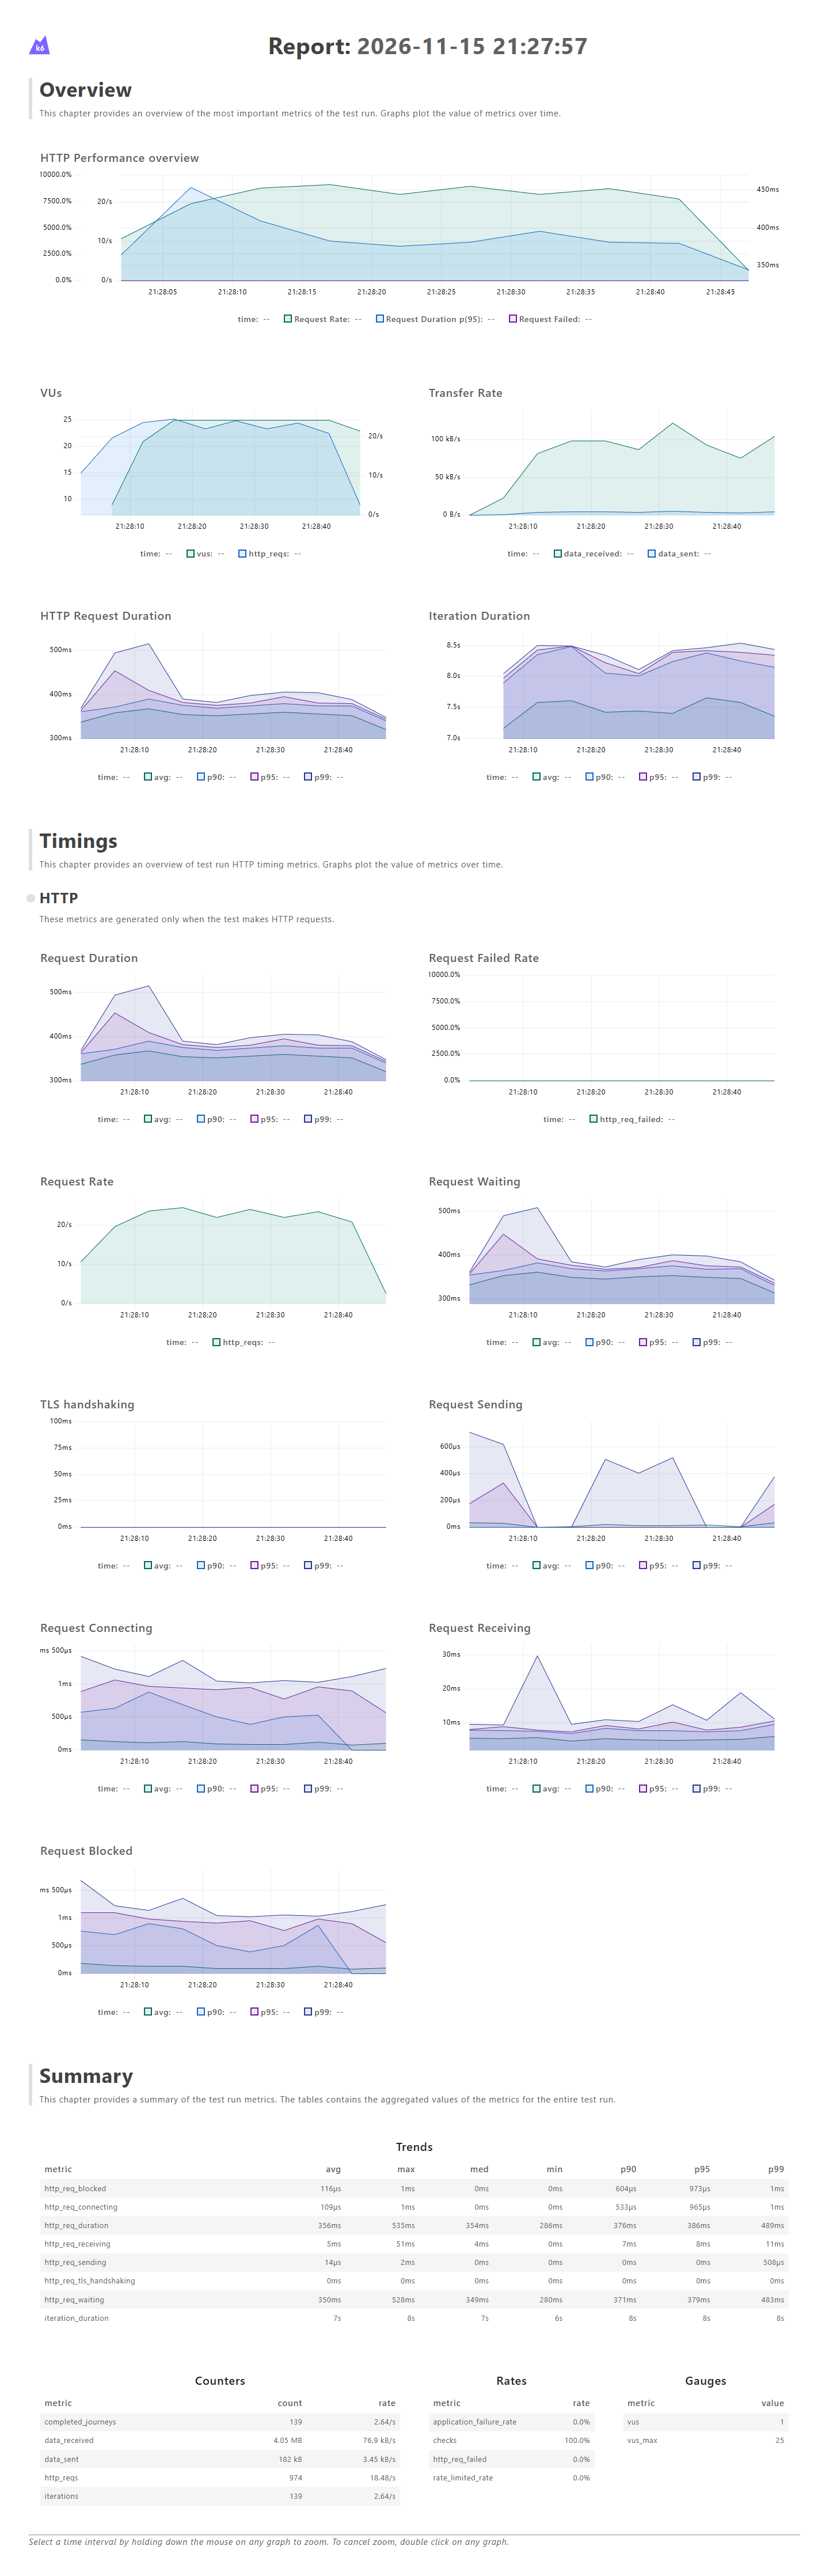 k6
Report: 2026-11-15 21:27:57
Overview
This chapter provides an overview of the most important metrics of the test run. Graphs plot the value of metrics over time.
HTTP Performance overview
10000.0%
7500.0%
5000.0%
2500.0%
0.0%
20/s
10/s
0/s
450ms
400ms
350ms
21:28:05 21:28:10 21:28:15 21:28:20 21:28:25 21:28:30 21:28:35 21:28:40 21:28:45
time: -- Request Rate: -- Request Duration p(95): -- Request Failed: --
VUs
25
20
15
10
20/s
10/s
0/s
21:28:10 21:28:20 21:28:30 21:28:40
time: -- vus: -- http_reqs: --
Transfer Rate
100 kB/s
50 kB/s
0 B/s
21:28:10 21:28:20 21:28:30 21:28:40
time: -- data_received: -- data_sent: --
HTTP Request Duration
500ms
400ms
300ms
21:28:10 21:28:20 21:28:30 21:28:40
time: -- avg: -- p90: -- p95: -- p99: --
Iteration Duration
8.5s
8.0s
7.5s
7.0s
21:28:10 21:28:20 21:28:30 21:28:40
time: -- avg: -- p90: -- p95: -- p99: --
Timings
This chapter provides an overview of test run HTTP timing metrics. Graphs plot the value of metrics over time.
HTTP
These metrics are generated only when the test makes HTTP requests.
Request Duration
500ms
400ms
300ms
21:28:10 21:28:20 21:28:30 21:28:40
time: -- avg: -- p90: -- p95: -- p99: --
Request Failed Rate
10000.0%
7500.0%
5000.0%
2500.0%
0.0%
21:28:10 21:28:20 21:28:30 21:28:40
time: -- http_req_failed: --
Request Rate
20/s
10/s
0/s
21:28:10 21:28:20 21:28:30 21:28:40
time: -- http_reqs: --
Request Waiting
500ms
400ms
300ms
21:28:10 21:28:20 21:28:30 21:28:40
time: -- avg: -- p90: -- p95: -- p99: --
TLS handshaking
100ms
75ms
50ms
25ms
0ms
21:28:10 21:28:20 21:28:30 21:28:40
time: -- avg: -- p90: -- p95: -- p99: --
Request Sending
600µs
400µs
200µs
0ms
21:28:10 21:28:20 21:28:30 21:28:40
time: -- avg: -- p90: -- p95: -- p99: --
Request Connecting
ms 500µs
1ms
500µs
0ms
21:28:10 21:28:20 21:28:30 21:28:40
time: -- avg: -- p90: -- p95: -- p99: --
Request Receiving
30ms
20ms
10ms
21:28:10 21:28:20 21:28:30 21:28:40
time: -- avg: -- p90: -- p95: -- p99: --
Request Blocked
ms 500µs
1ms
500µs
0ms
21:28:10 21:28:20 21:28:30 21:28:40
time: -- avg: -- p90: -- p95: -- p99: --
Summary
This chapter provides a summary of the test run metrics. The tables contains the aggregated values of the metrics for the entire test run.
Trends
metric avg max med min p90 p95 p99
http_req_blocked 116µs 1ms 0ms 0ms 604µs 973µs 1ms
http_req_connecting 109µs 1ms 0ms 0ms 533µs 965µs 1ms
http_req_duration 356ms 535ms 354ms 286ms 376ms 386ms 489ms
http_req_receiving 5ms 51ms 4ms 0ms 7ms 8ms 11ms
http_req_sending 14µs 2ms 0ms 0ms 0ms 0ms 508µs
http_req_tls_handshaking 0ms 0ms 0ms 0ms 0ms 0ms 0ms
http_req_waiting 350ms 528ms 349ms 280ms 371ms 379ms 483ms
iteration_duration 7s 8s 7s 6s 8s 8s 8s
Counters
metric count rate
completed_journeys 139 2.64/s
data_received 4.05 MB 76.9 kB/s
data_sent 182 kB 3.45 kB/s
http_reqs 974 18.48/s
iterations 139 2.64/s
Rates
metric rate
application_failure_rate 0.0%
checks 100.0%
http_req_failed 0.0%
rate_limited_rate 0.0%
Gauges
metric value
vus 1
vus_max 25
Select a time interval by holding down the mouse on any graph to zoom. To cancel zoom, double click on any graph.